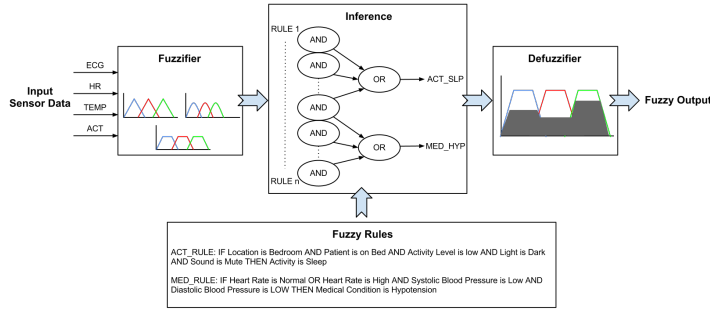 Inference
RULE 1
AND
AND
AND
AND
AND
RULE n
OR
OR
ACT_SLP
MED_HYP
Input
Sensor Data
ECG
HR
TEMP
ACT
Fuzzifier
Defuzzifier
Fuzzy Output
Fuzzy Rules
ACT_RULE: IF Location is Bedroom AND Patient is on Bed AND Activity Level is low AND Light is Dark
AND Sound is Mute THEN Activity is Sleep
MED_RULE: IF Heart Rate is Normal OR Heart Rate is High AND Systolic Blood Pressure is Low AND
Diastolic Blood Pressure is LOW THEN Medical Condition is Hypotension